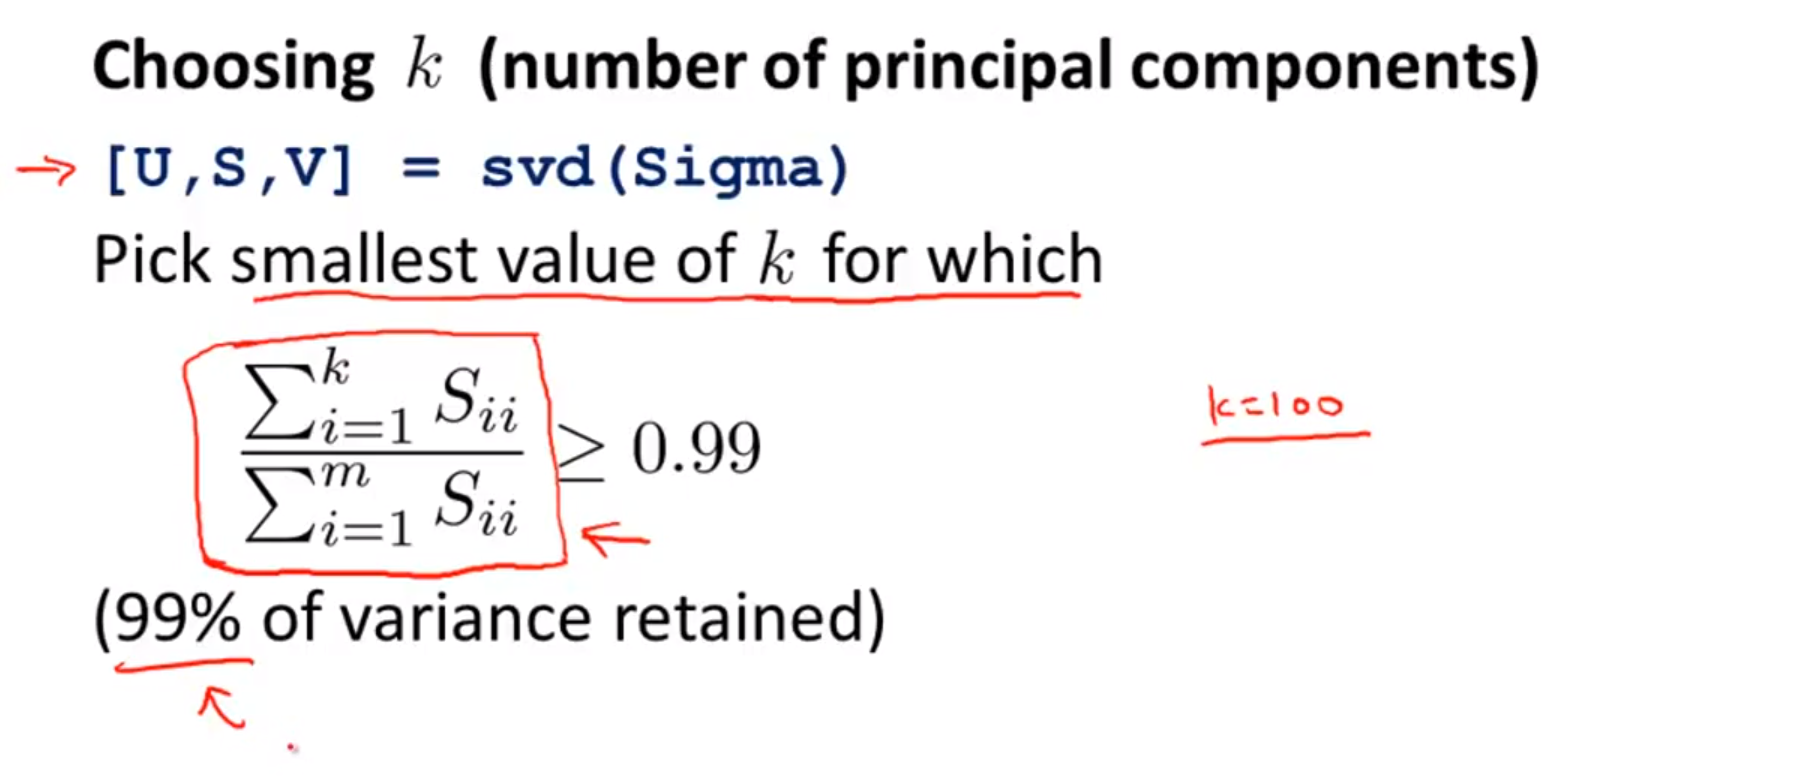 Choosing k (number of principal components)
[U,S,V] = svd(Sigma)
Pick smallest value of k for which
\frac{\sum_{i=1}^{k} S_{ii}}{\sum_{i=1}^{m} S_{ii}} ≥ 0.99
k=100
(99% of variance retained)